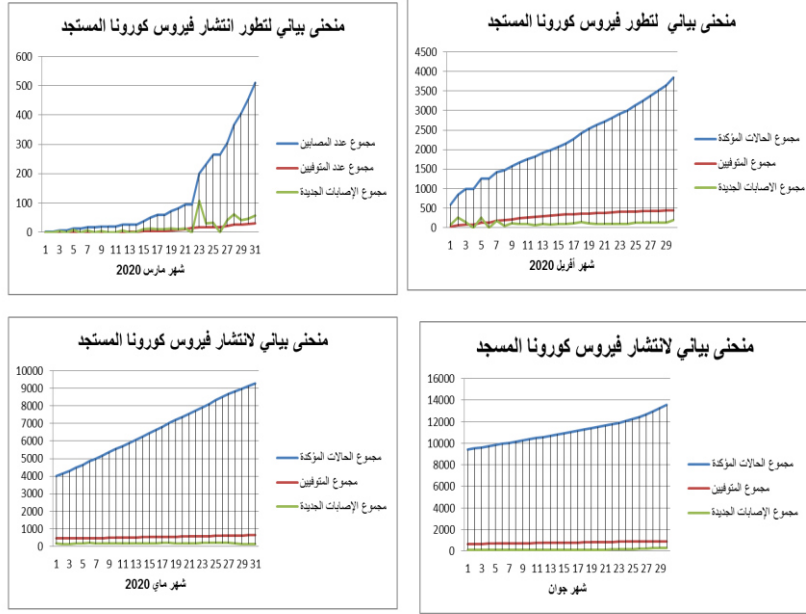 منحنى بياني لتطور انتشار فيروس كورونا المستجد
600
500
400
300
200
100
0
1 3 5 7 9 11 13 15 17 19 21 23 25 27 29 31
شهر مارس 2020
مجموع عدد المصابين
مجموع عدد المتوفيين
مجموع الإصابات الجديدة
منحنى بياني لتطور فيروس كورونا المستجد
4500
4000
3500
3000
2500
2000
1500
1000
500
0
1 3 5 7 9 11 13 15 17 19 21 23 25 27 29
شهر أفريل 2020
مجموع الحالات المؤكدة
مجموع المتوفيين
مجموع الاصابات الجديدة
منحنى بياني لانتشار فيروس كورونا المستجد
10000
9000
8000
7000
6000
5000
4000
3000
2000
1000
0
1 3 5 7 9 11 13 15 17 19 21 23 25 27 29 31
شهر ماي 2020
مجموع الحالات المؤكدة
مجموع المتوفيين
مجموع الإصابات الجديدة
منحنى بياني لانتشار فيروس كورونا المسجد
16000
14000
12000
10000
8000
6000
4000
2000
0
1 3 5 7 9 11 13 15 17 19 21 23 25 27 29
شهر جوان
مجموع الحالات المؤكدة
مجموع المتوفيين
مجموع الإصابات الجديدة